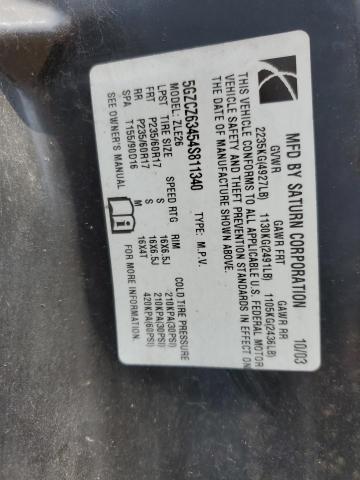 MFD BY SATURN CORPORATION 10/03
GVWR GAWR FRT GAWR RR
2235KG(4927LB) 1130KG(2491LB) 1105KG(2436LB)
THIS VEHICLE CONFORMS TO ALL APPLICABLE U.S. FEDERAL MOTOR
VEHICLE SAFETY AND THEFT PREVENTION STANDARDS IN EFFECT ON
THE DATE OF MANUFACTURE SHOWN ABOVE.
5GZCZ63454S811340 TYPE: M.P.V.
MODEL: ZLE26
LPST TIRE SIZE SPEED RTG RIM COLD TIRE PRESSURE
FRT P235/60R17 S 16X6.5J 210KPA(30PSI)
RR P235/60R17 S 16X6.5J 210KPA(30PSI)
SPA T155/90D16 M 16X4T 420KPA(60PSI)
SEE OWNER'S MANUAL FOR MORE INFORMATION.